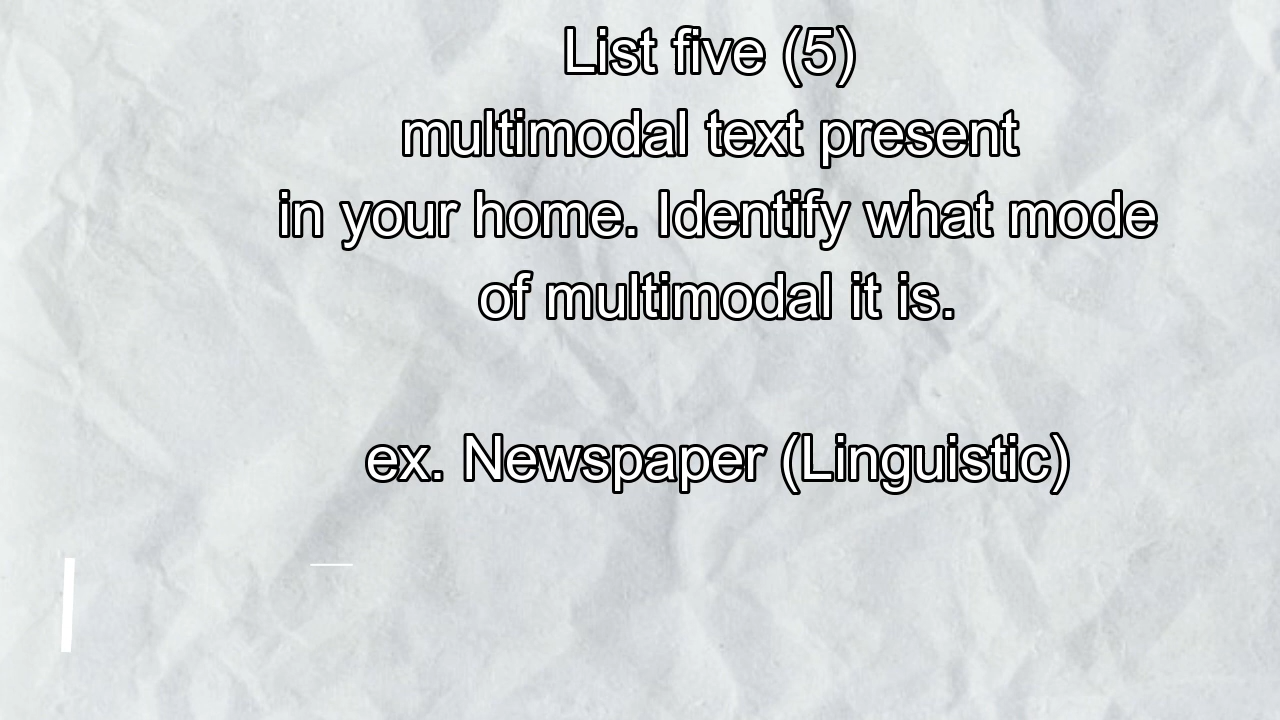 List five (5)
multimodal text present
in your home. Identify what mode
of multimodal it is.
ex. Newspaper (Linguistic)